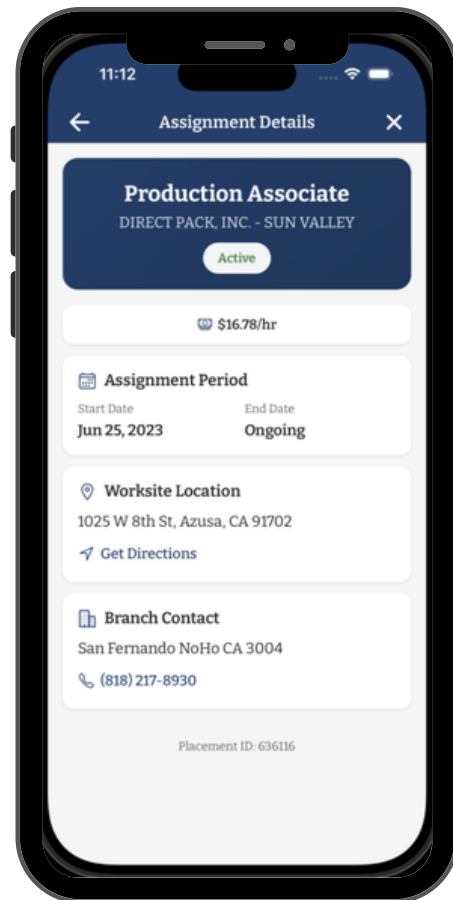 11:12
Assignment Details
Production Associate
DIRECT PACK, INC. - SUN VALLEY
Active
$16.78/hr
Assignment Period
Start Date End Date
Jun 25, 2023 Ongoing
Worksite Location
1025 W 8th St, Azusa, CA 91702
Get Directions
Branch Contact
San Fernando NoHo CA 3004
(818) 217-8930
Placement ID: 636116